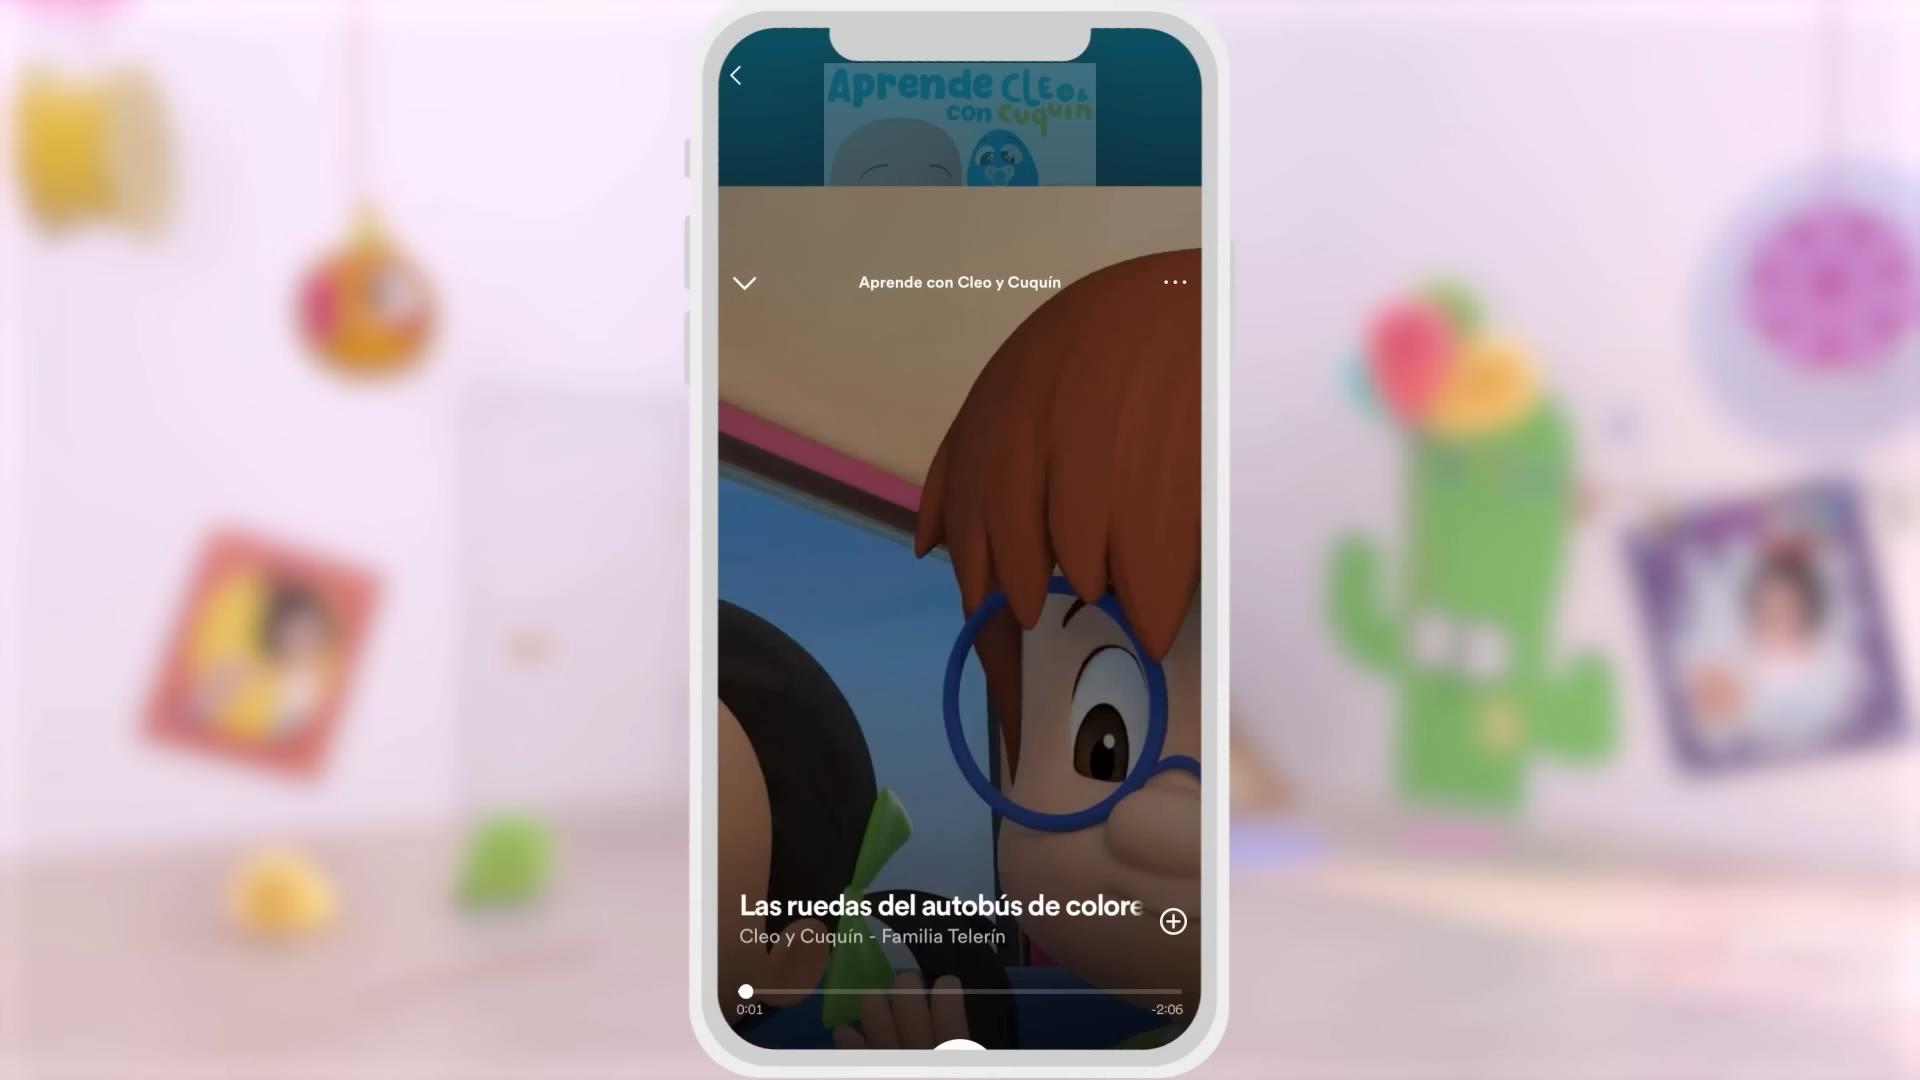 Aprende CLEO &
con cuquín
Aprende con Cleo y Cuquín
Las ruedas del autobús de colore
Cleo y Cuquín - Familia Telerín
0:01
-2:06